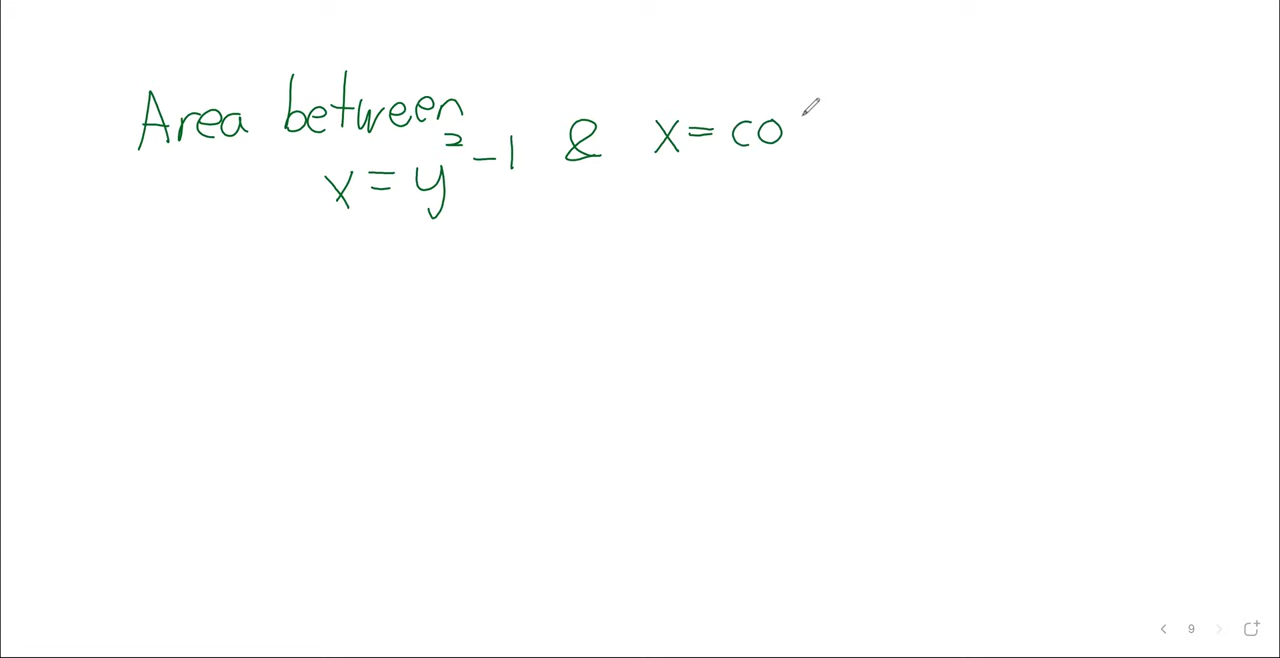 Area between
x = y² - 1 & x = co
9